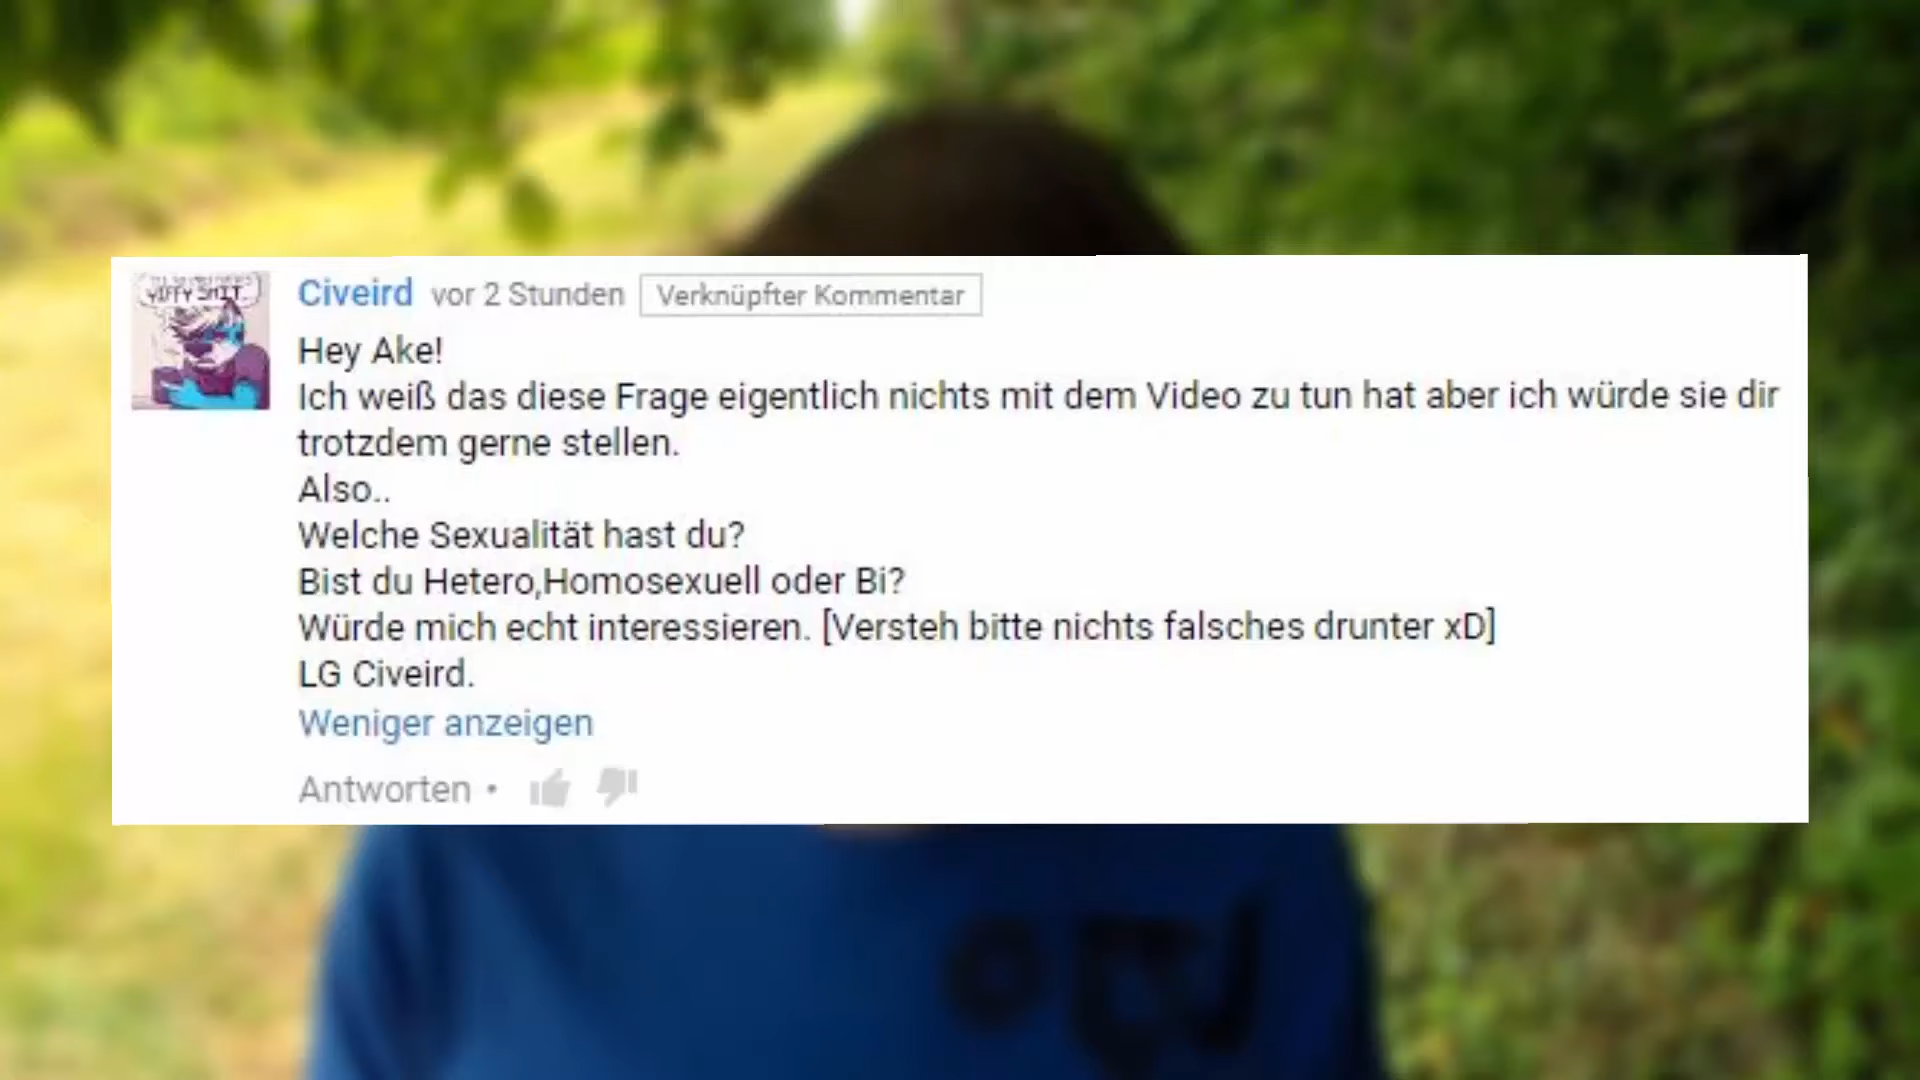 YIFFY SHIT
Civeird vor 2 Stunden Verknüpfter Kommentar
Hey Ake!
Ich weiß das diese Frage eigentlich nichts mit dem Video zu tun hat aber ich würde sie dir
trotzdem gerne stellen.
Also..
Welche Sexualität hast du?
Bist du Hetero,Homosexuell oder Bi?
Würde mich echt interessieren. [Versteh bitte nichts falsches drunter xD]
LG Civeird.
Weniger anzeigen
Antworten •